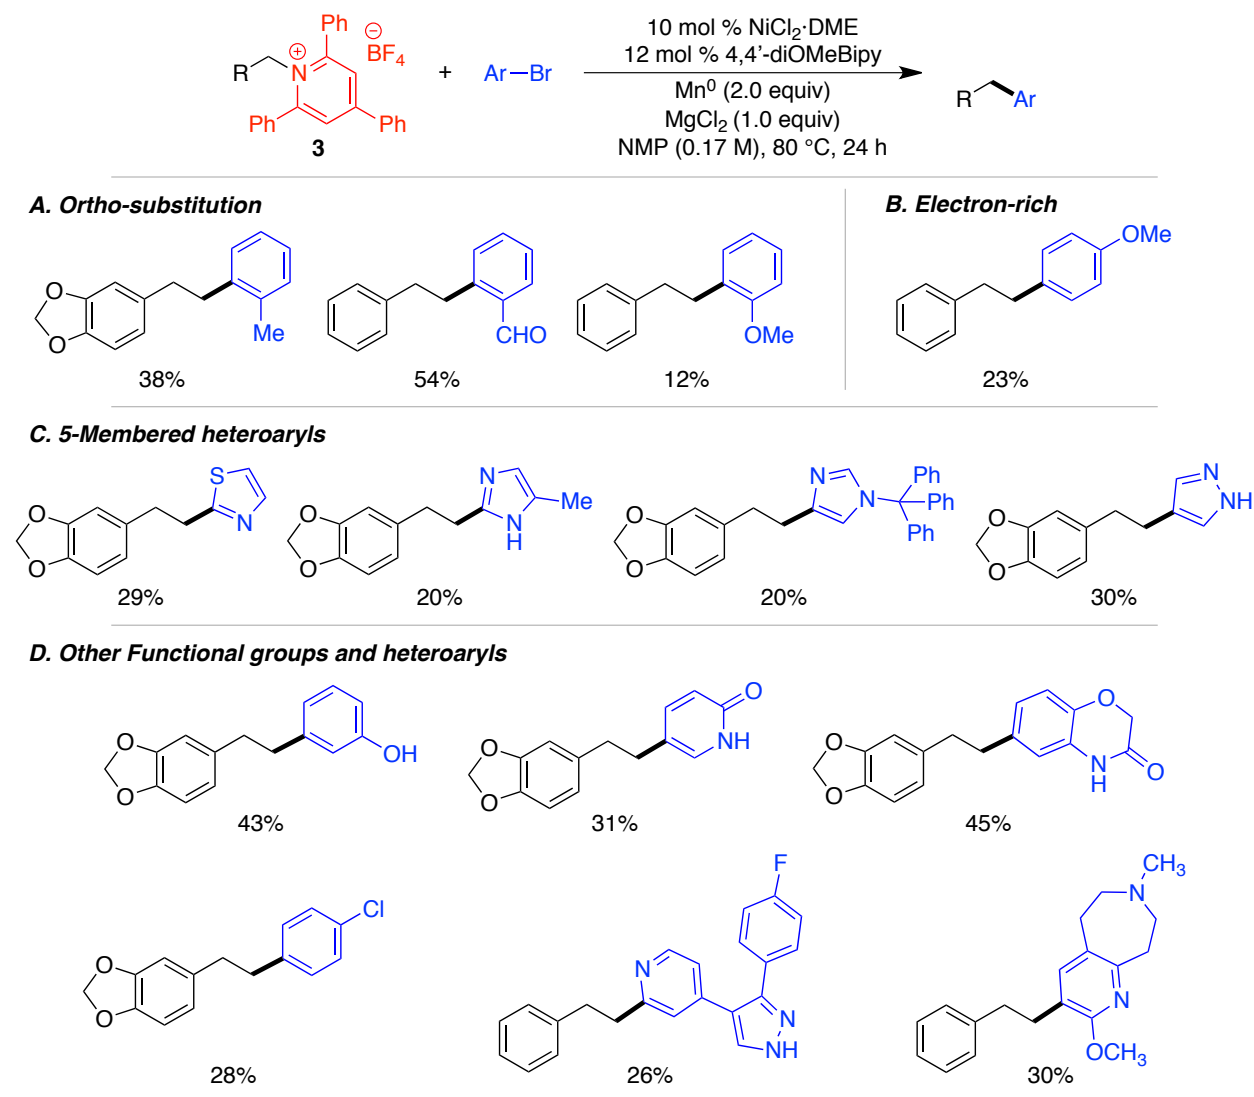 Ph
⊖
BF4
R
N
⊕
Ph
Ph
3
+
Ar—Br
10 mol % NiCl2·DME
12 mol % 4,4’-diOMeBipy
Mn0 (2.0 equiv)
MgCl2 (1.0 equiv)
NMP (0.17 M), 80 °C, 24 h
R
Ar
A. Ortho-substitution
B. Electron-rich
O
O
Me
38%
CHO
54%
OMe
12%
OMe
23%
C. 5-Membered heteroaryls
O
O
S
N
29%
O
O
N
N
H
Me
20%
O
O
N
N
Ph
Ph
Ph
20%
O
O
N
NH
30%
D. Other Functional groups and heteroaryls
O
O
OH
43%
O
O
O
NH
31%
O
O
O
N
H
O
45%
O
O
Cl
28%
F
N
N
NH
26%
CH3
N
N
OCH3
30%